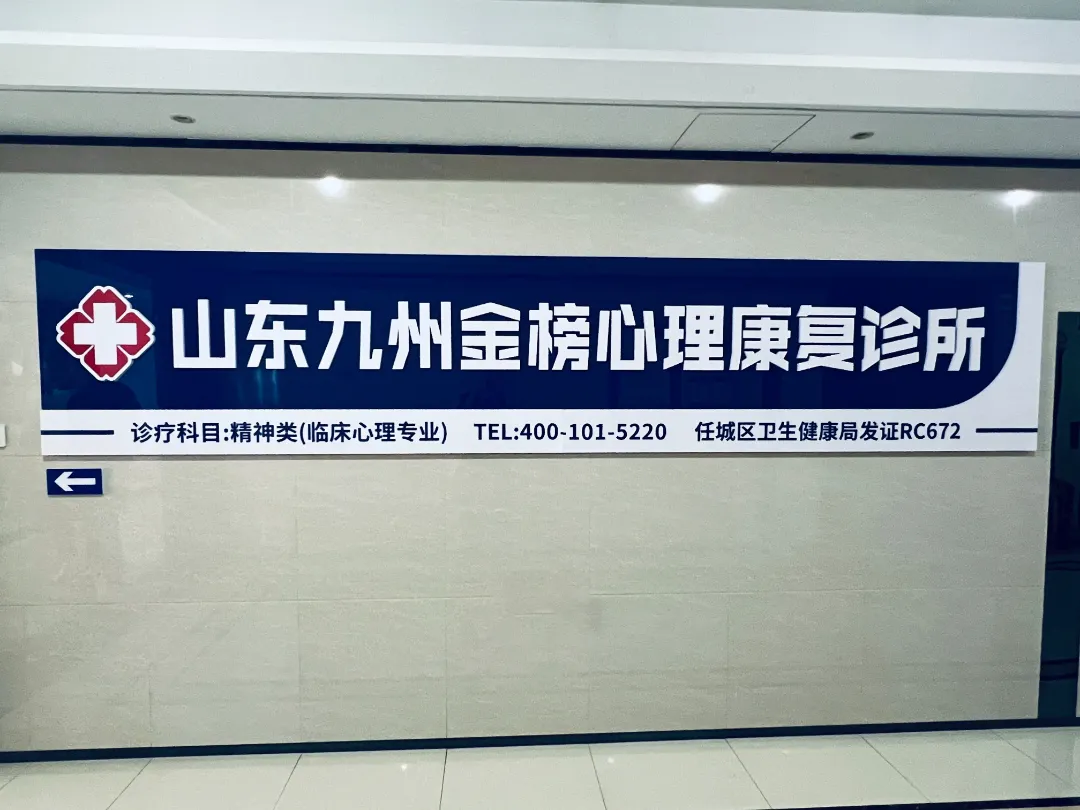 山东九州金榜心理康复诊所
诊疗科目:精神类(临床心理专业) TEL:400-101-5220 任城区卫生健康局发证RC672